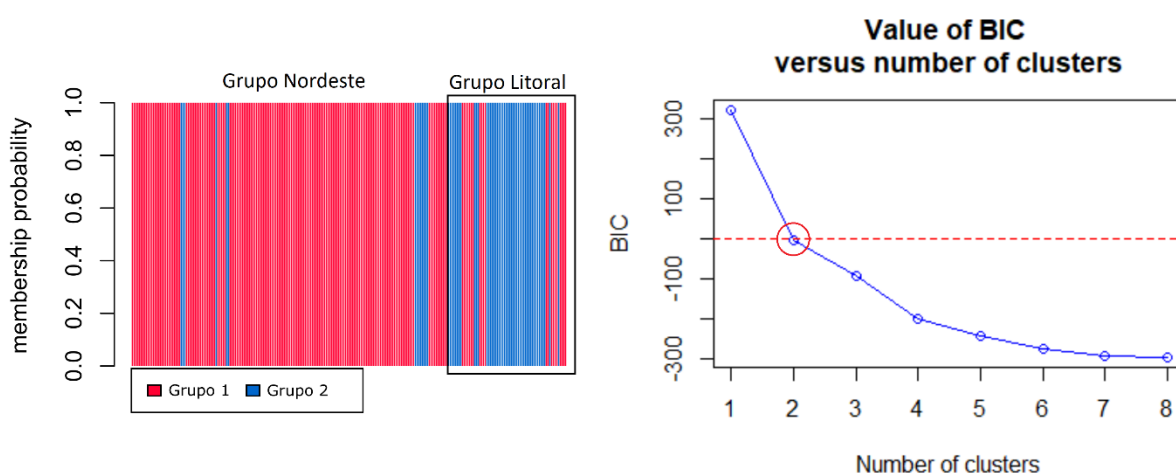 Grupo Nordeste
Grupo Litoral
membership probability
1.0
0.8
0.6
0.4
0.2
0.0
Grupo 1
Grupo 2
Value of BIC
versus number of clusters
BIC
300
100
-100
-300
1 2 3 4 5 6 7 8
Number of clusters